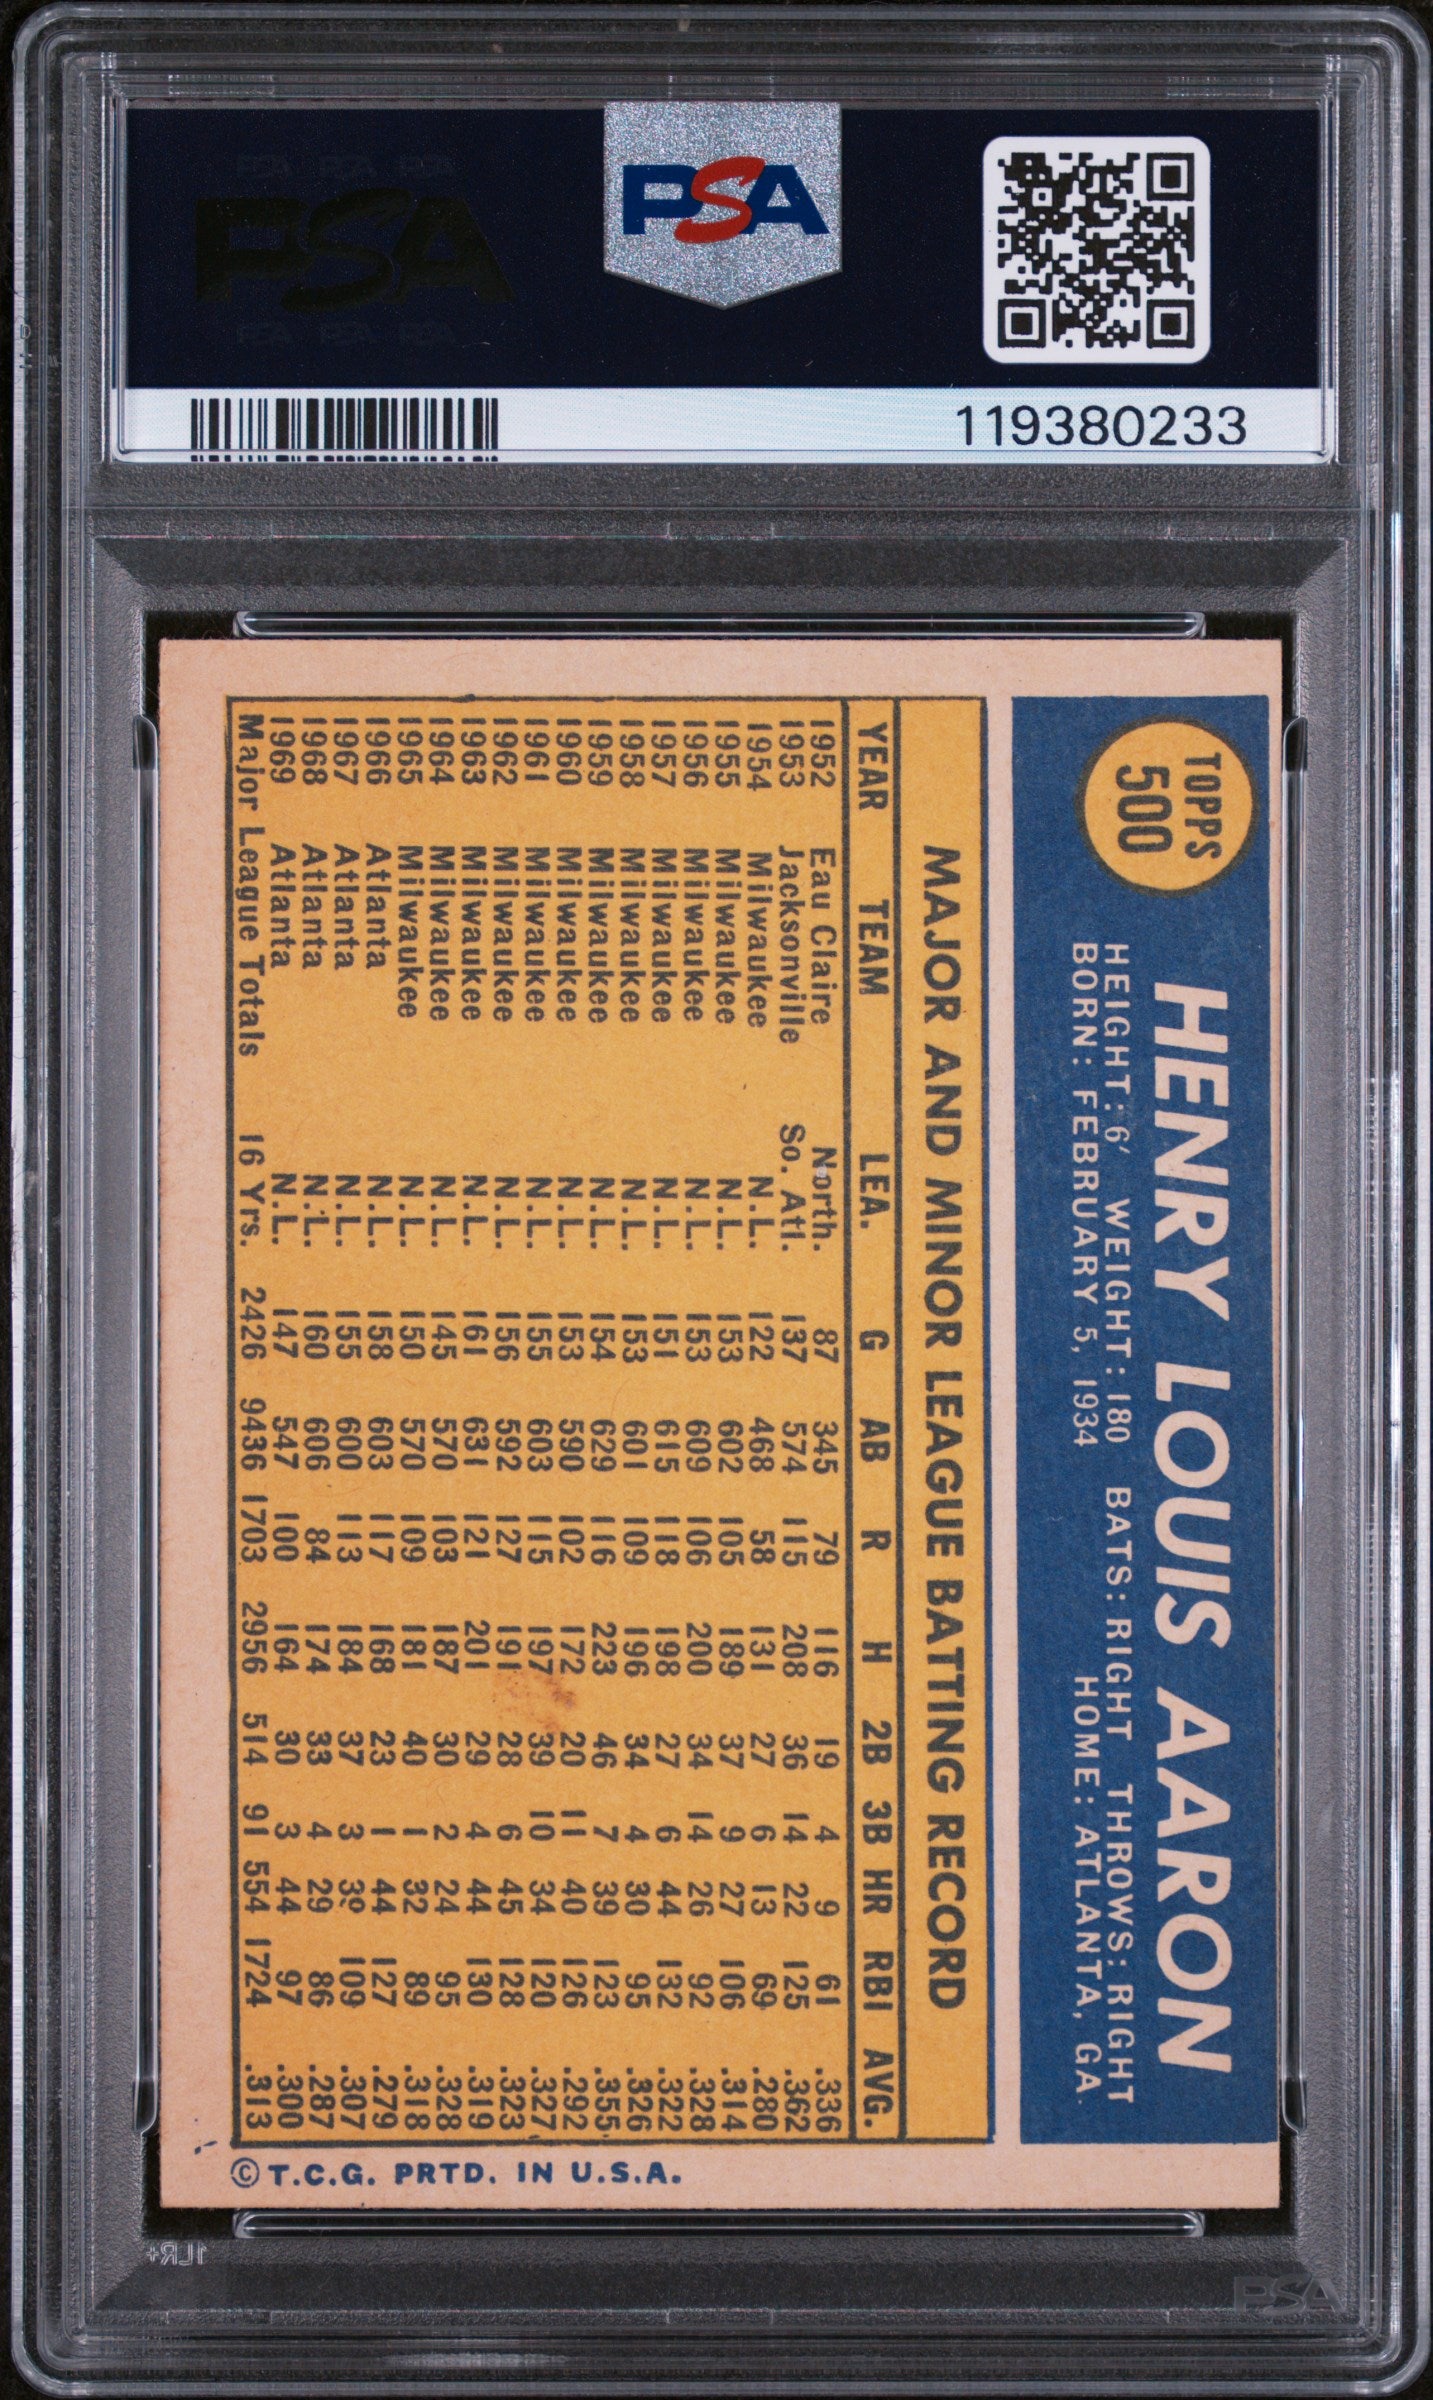 PSA
PSA
119380233
TOPPS
500
HENRY LOUIS AARON
HEIGHT: 6' WEIGHT: 180 BATS: RIGHT THROWS: RIGHT
BORN: FEBRUARY 5, 1934 HOME: ATLANTA, GA.
MAJOR AND MINOR LEAGUE BATTING RECORD
YEAR TEAM LEA. G AB R H 2B 3B HR RBI AVG.
1952 Eau Claire North. 87 345 79 116 19 4 9 61 .336
1953 Jacksonville So. Atl. 137 574 115 208 36 14 22 125 .362
1954 Milwaukee N.L. 122 468 58 131 27 6 13 69 .280
1955 Milwaukee N.L. 153 602 105 189 37 9 27 106 .314
1956 Milwaukee N.L. 153 609 106 200 34 14 26 92 .328
1957 Milwaukee N.L. 151 615 118 198 27 6 44 132 .322
1958 Milwaukee N.L. 153 601 109 196 34 4 30 95 .326
1959 Milwaukee N.L. 154 629 116 223 46 7 39 123 .355
1960 Milwaukee N.L. 153 590 102 172 20 11 40 126 .292
1961 Milwaukee N.L. 155 603 115 197 39 10 34 120 .327
1962 Milwaukee N.L. 156 592 127 191 28 6 45 128 .323
1963 Milwaukee N.L. 161 631 121 201 29 4 44 130 .319
1964 Milwaukee N.L. 145 570 103 187 30 2 24 95 .328
1965 Milwaukee N.L. 150 570 109 181 40 1 32 89 .318
1966 Atlanta N.L. 158 603 117 168 23 1 44 127 .279
1967 Atlanta N.L. 155 600 113 184 37 3 39 109 .307
1968 Atlanta N.L. 160 606 84 174 33 4 29 86 .287
1969 Atlanta N.L. 147 547 100 164 30 3 44 97 .300
Major League Totals 16 Yrs. 2426 9436 1703 2956 514 91 554 1724 .313
© T.C.G. PRTD. IN U.S.A.
1LR+
PSA